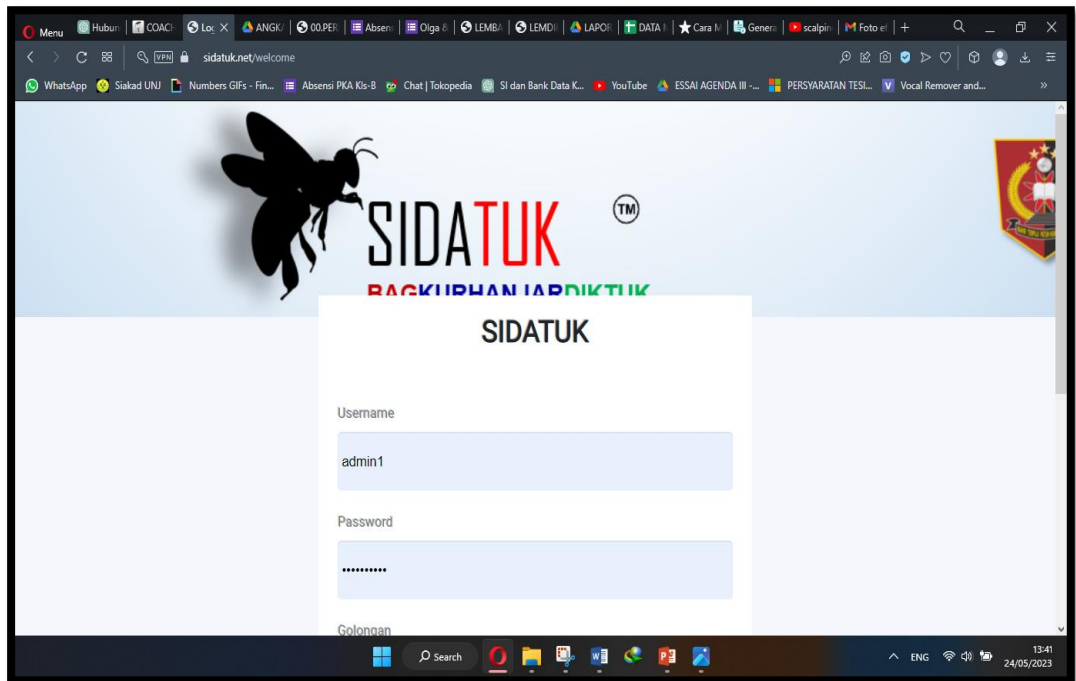 Menu Hubun COACH Log ANGK/ 00.PER Absen Olga & LEMBA LEMDI LAPOR DATA Cara M Genera scalpin Foto ef
VPN sidatuk.net/welcome
WhatsApp Siakad UNJ Numbers GIFs - Fin... Absensi PKA Kls-B Chat | Tokopedia SI dan Bank Data K... YouTube ESSAI AGENDA III -... PERSYARATAN TESI... Vocal Remover and... »
SIDATUK TM
BAGKURHANJARDIKTUK
SIDATUK
Username
admin1
Password
••••••••••
Golongan
Search
ENG
13:41
24/05/2023